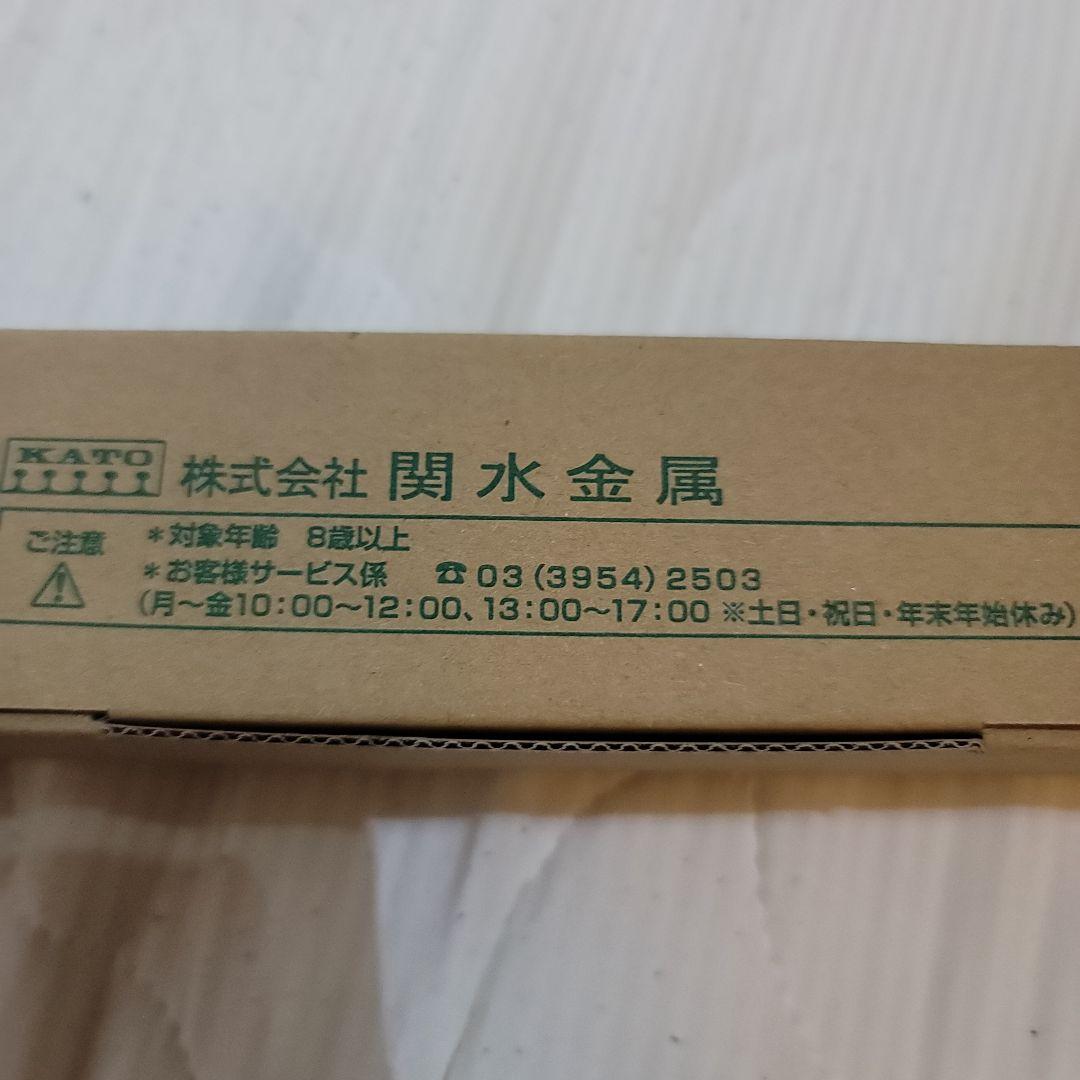 KATO 株式会社 関水金属
ご注意 *対象年齢 8歳以上
*お客様サービス係 ☎03(3954)2503
(月〜金10:00〜12:00、13:00〜17:00 ※土日・祝日・年末年始休み)